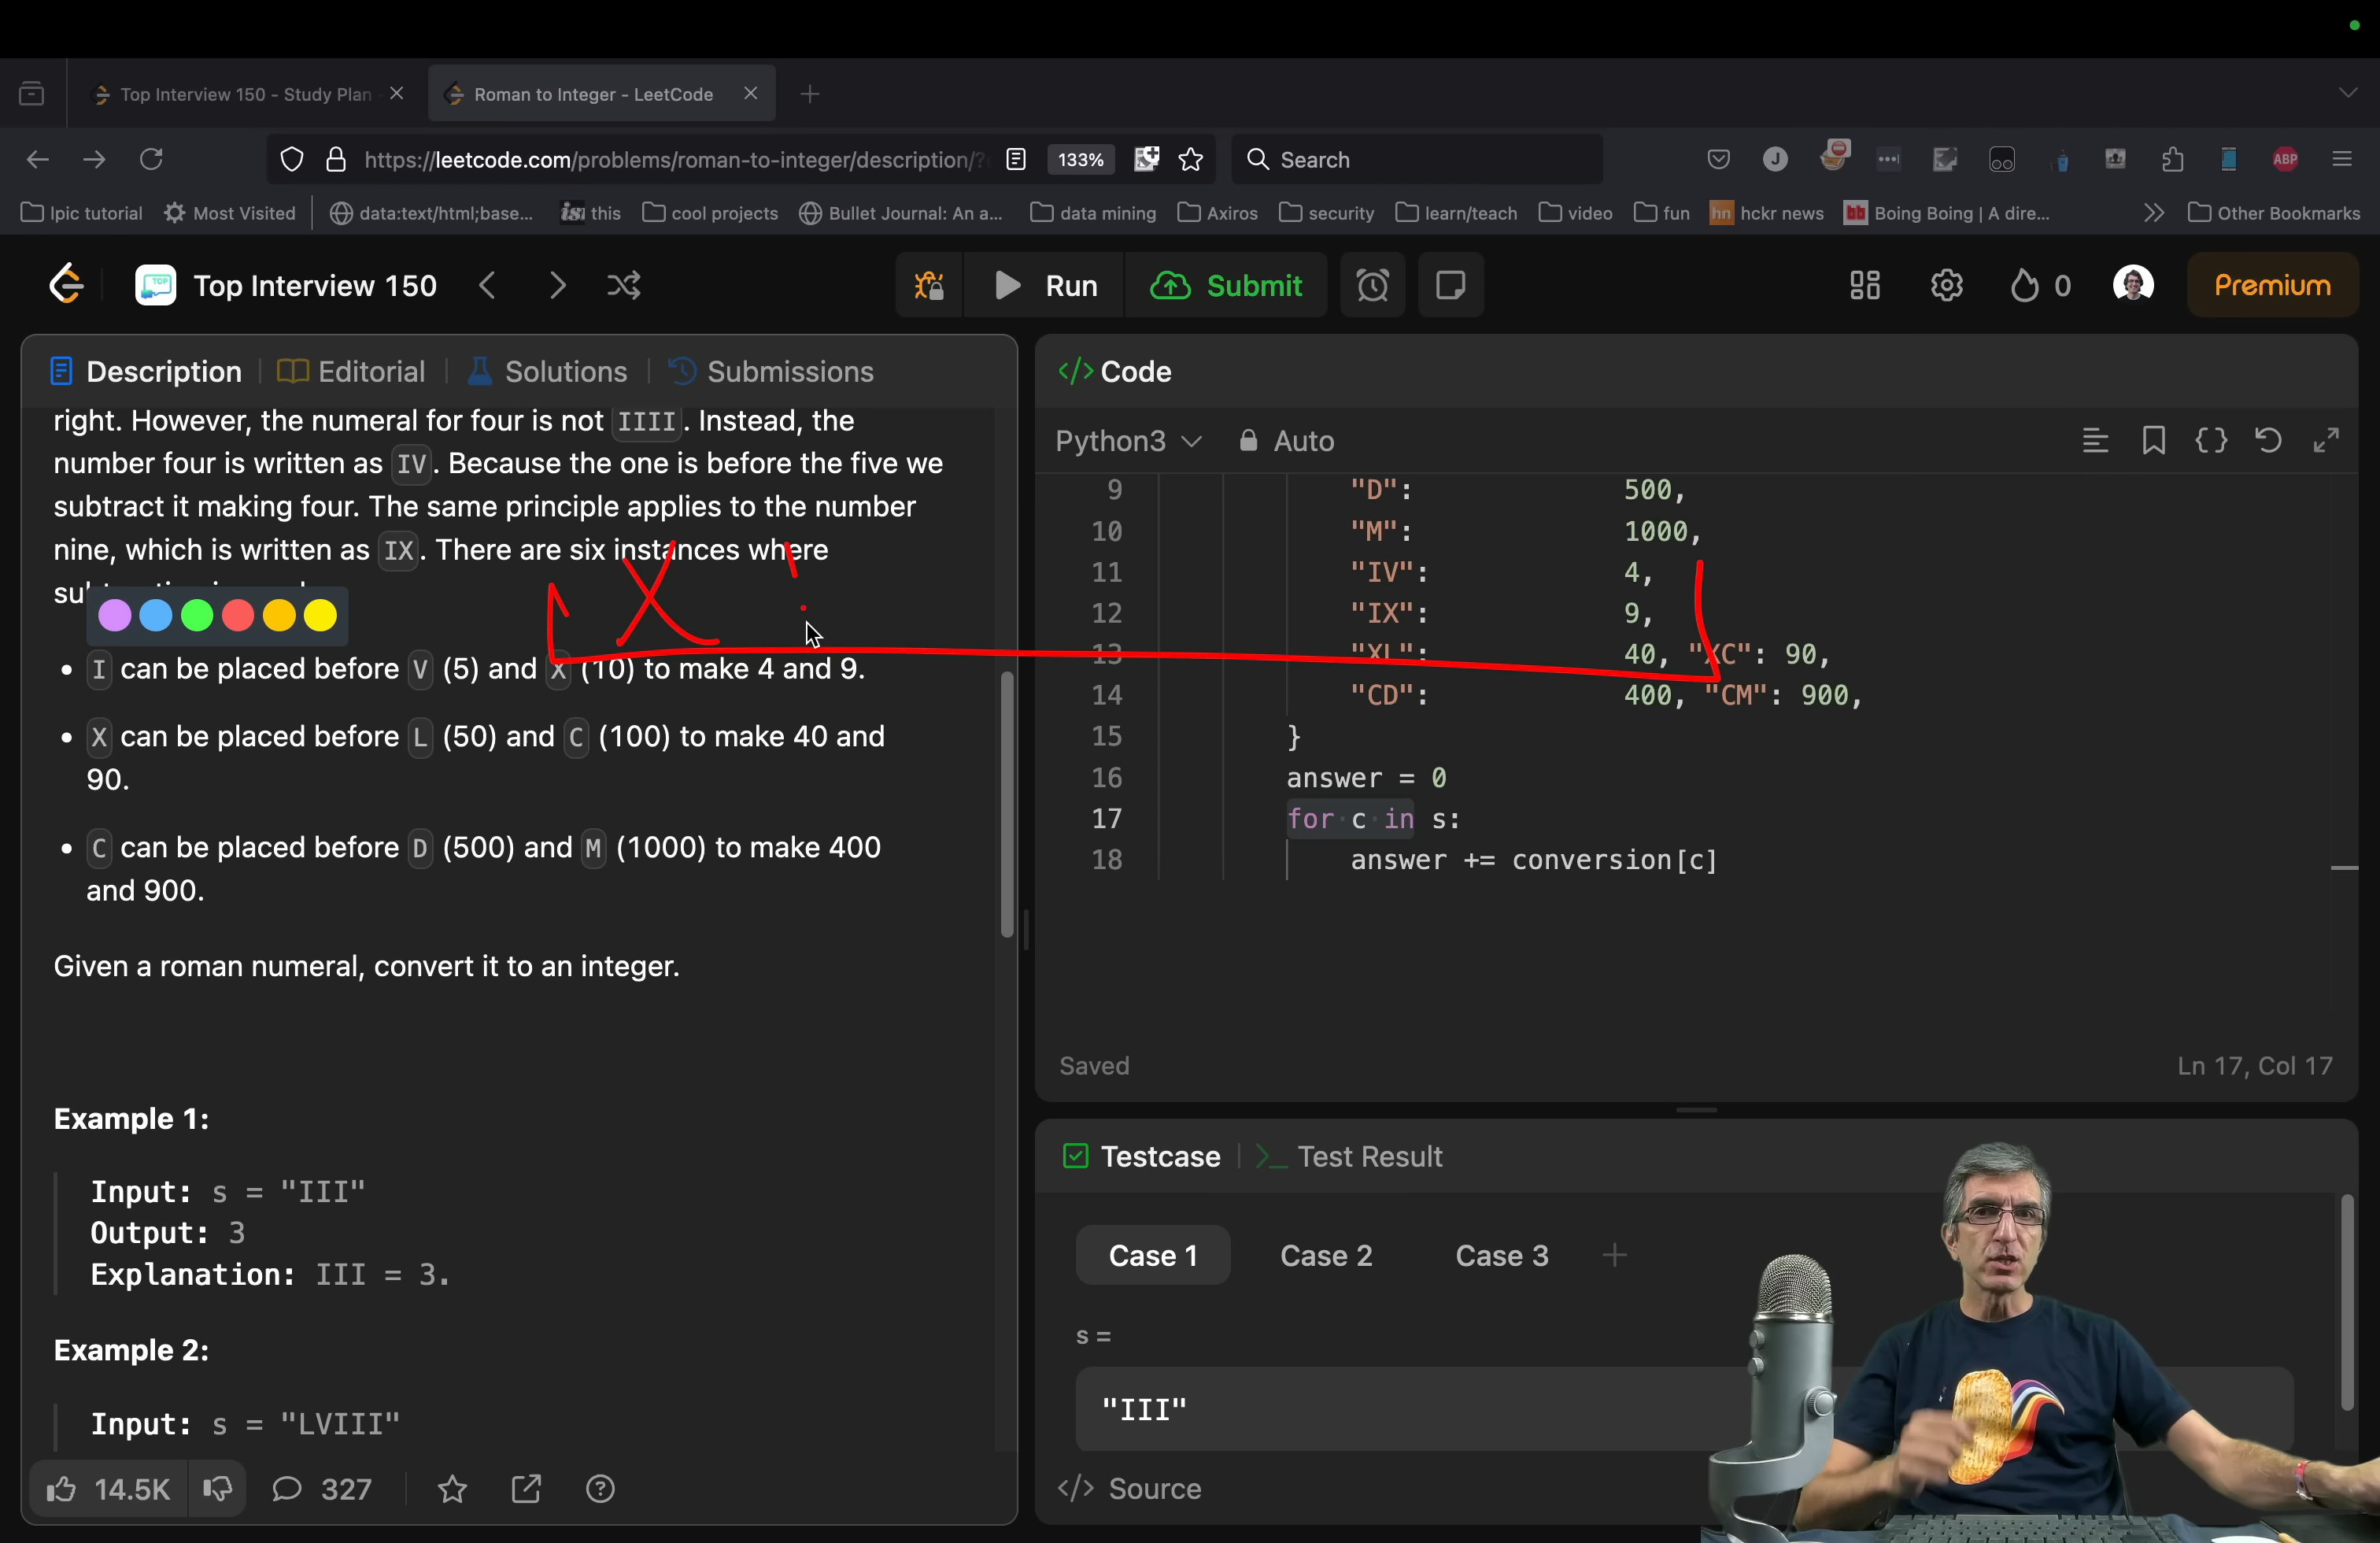 Top Interview 150 - Study Plan
Roman to Integer - LeetCode
https://leetcode.com/problems/roman-to-integer/description/?
133%
Search
J
ABP
lpic tutorial
Most Visited
data:text/html;base...
this
cool projects
Bullet Journal: An a...
data mining
Axiros
security
learn/teach
video
fun
hn hckr news
bb Boing Boing | A dire...
Other Bookmarks
TOP
Top Interview 150
Run
Submit
0
Premium
Description
Editorial
Solutions
Submissions
right. However, the numeral for four is not IIII. Instead, the
number four is written as IV. Because the one is before the five we
subtract it making four. The same principle applies to the number
nine, which is written as IX. There are six instances where
X
I can be placed before V (5) and X (10) to make 4 and 9.
X can be placed before L (50) and C (100) to make 40 and
90.
C can be placed before D (500) and M (1000) to make 400
and 900.
Given a roman numeral, convert it to an integer.
Example 1:
Input: s = "III"
Output: 3
Explanation: III = 3.
Example 2:
Input: s = "LVIII"
14.5K
327
</> Code
Python3
Auto
9 "D": 500,
10 "M": 1000,
11 "IV": 4,
12 "IX": 9,
13 "XL": 40, "XC": 90,
14 "CD": 400, "CM": 900,
15 }
16 answer = 0
17 for c in s:
18 answer += conversion[c]
Saved
Ln 17, Col 17
Testcase
Test Result
Case 1
Case 2
Case 3
s =
"III"
</> Source